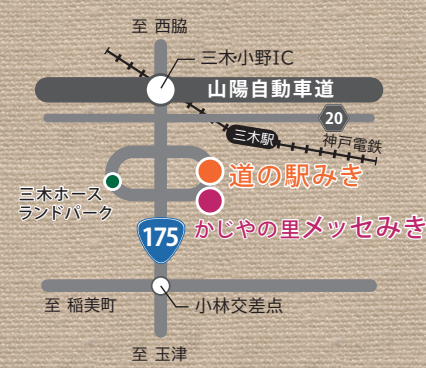 至 西脇
三木小野IC
山陽自動車道
20
三木駅
神戸電鉄
道の駅みき
三木ホース
ランドパーク
かじやの里メッセみき
175
至 稲美町
小林交差点
至 玉津